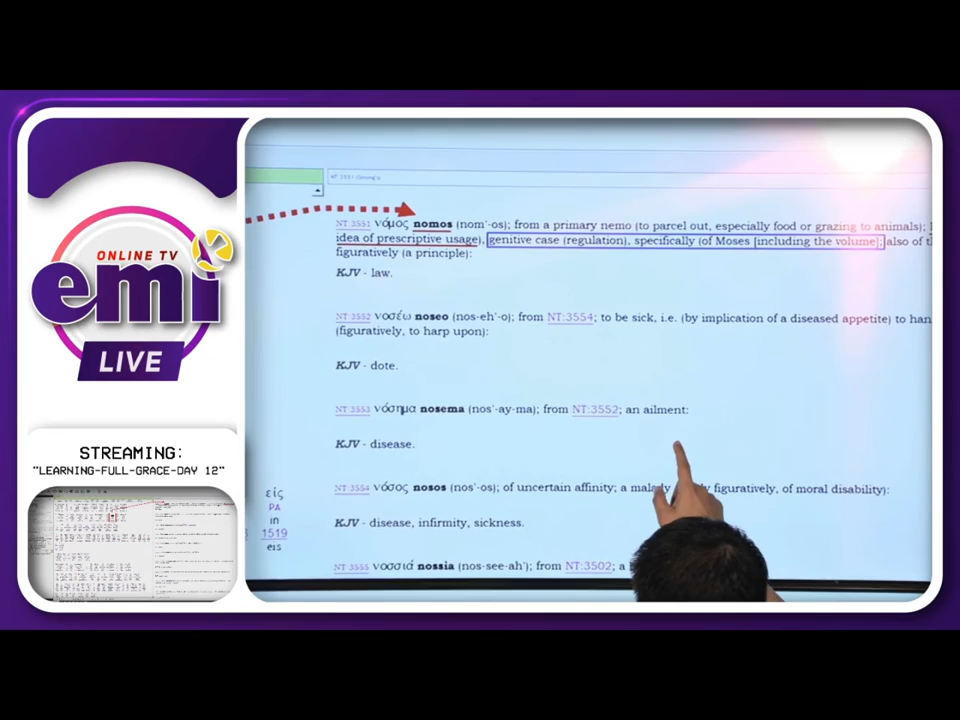 ONLINE TV
emi
LIVE
STREAMING:
"LEARNING-FULL-GRACE-DAY 12"
NT:3551 νόμος nomos (nom'-os); from a primary nemo (to parcel out, especially food or grazing to animals);
idea of prescriptive usage), genitive case (regulation), specifically (of Moses [including the volume]; also of
figuratively (a principle):
KJV - law.
NT:3552 νοσέω noseo (nos-eh'-o); from NT:3554; to be sick, i.e. (by implication of a diseased appetite) to
(figuratively, to harp upon):
KJV - dote.
NT:3553 νόσημα nosema (nos'-ay-ma); from NT:3552; an ailment:
KJV - disease.
NT:3554 νόσος nosos (nos'-os); of uncertain affinity; a figuratively, of moral disability):
KJV - disease, infirmity, sickness.
NT:3555 νοσσιά nossia (nos-see-ah'); from NT:3502; a
εἰς
PA
in
1519
eis